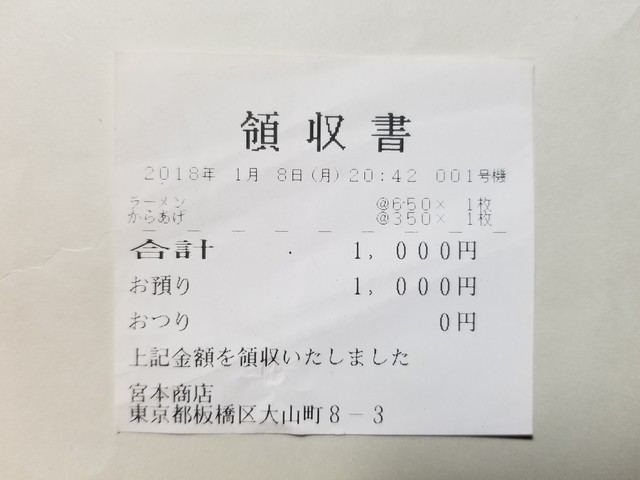 領収書
2018年 1月 8日(月)20:42 001号機
ラーメン @650× 1枚
からあげ @350× 1枚
合計 1,000円
お預り 1,000円
おつり 0円
上記金額を領収いたしました
宮本商店
東京都板橋区大山町8-3